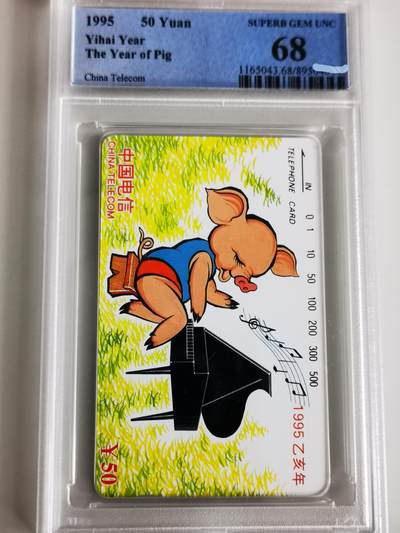 1995 50 Yuan
Yihai Year
The Year of Pig
China Telecom
SUPERB GEM UNC
68
中国电信
CHINA TELECOM
TELEPHONE CARD
IN 0 1 10 50 100 200 300 500
1995 乙亥年
¥50